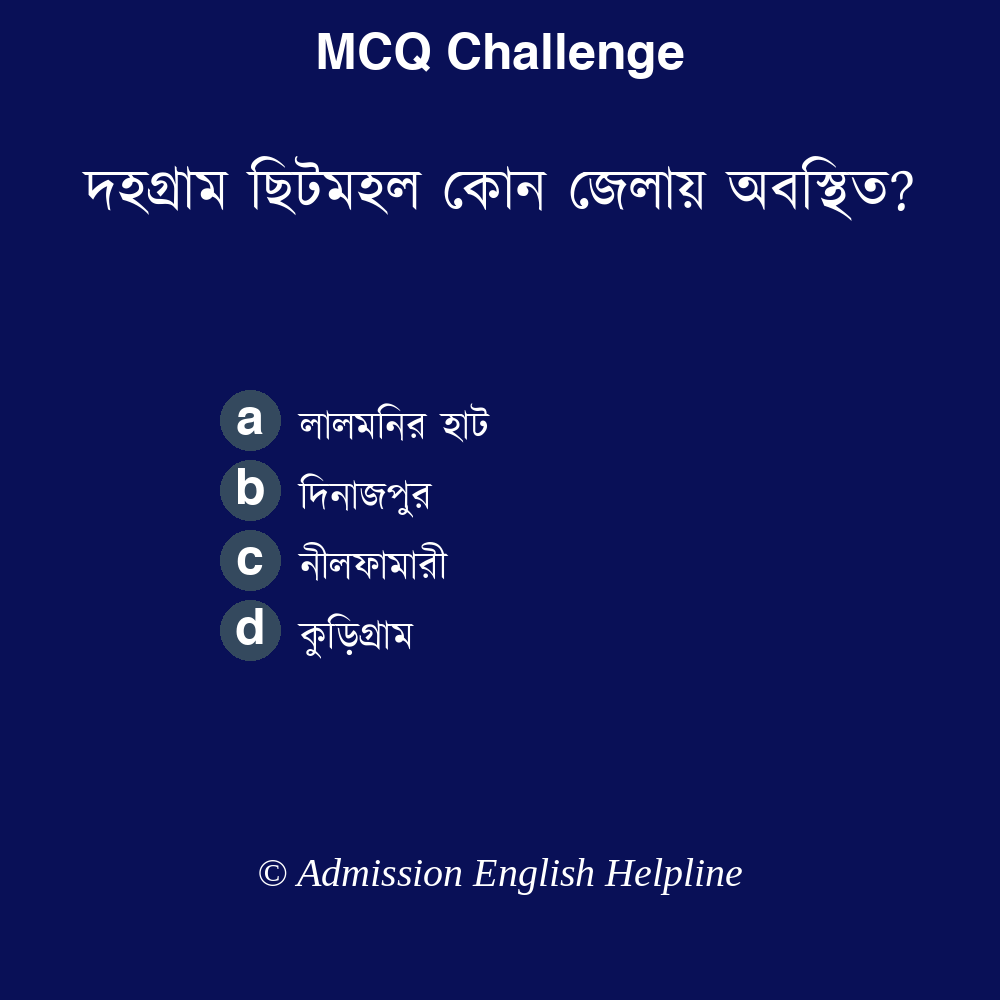 MCQ Challenge
দহগ্রাম ছিটমহল কোন জেলায় অবস্থিত?
a লালমনির হাট
b দিনাজপুর
c নীলফামারী
d কুড়িগ্রাম
© Admission English Helpline